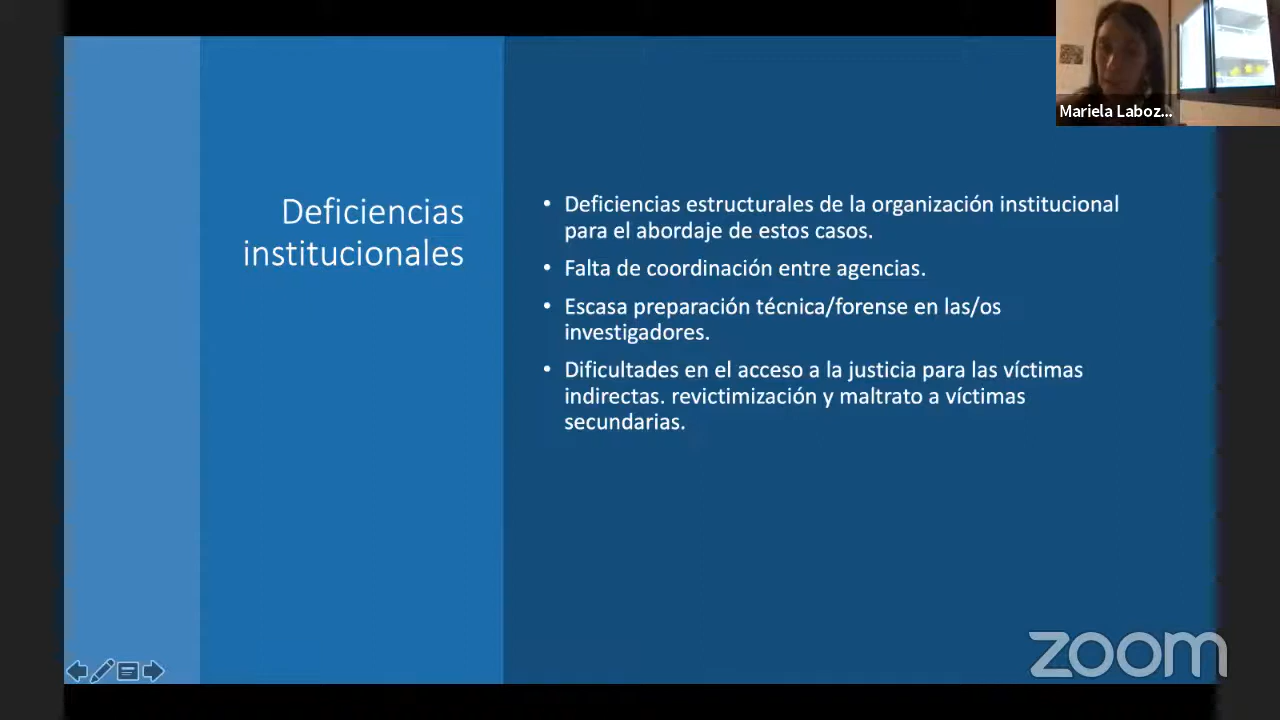 Mariela Laboz...
Deficiencias
institucionales
• Deficiencias estructurales de la organización institucional
para el abordaje de estos casos.
• Falta de coordinación entre agencias.
• Escasa preparación técnica/forense en las/os
investigadores.
• Dificultades en el acceso a la justicia para las víctimas
indirectas. revictimización y maltrato a víctimas
secundarias.
zoom